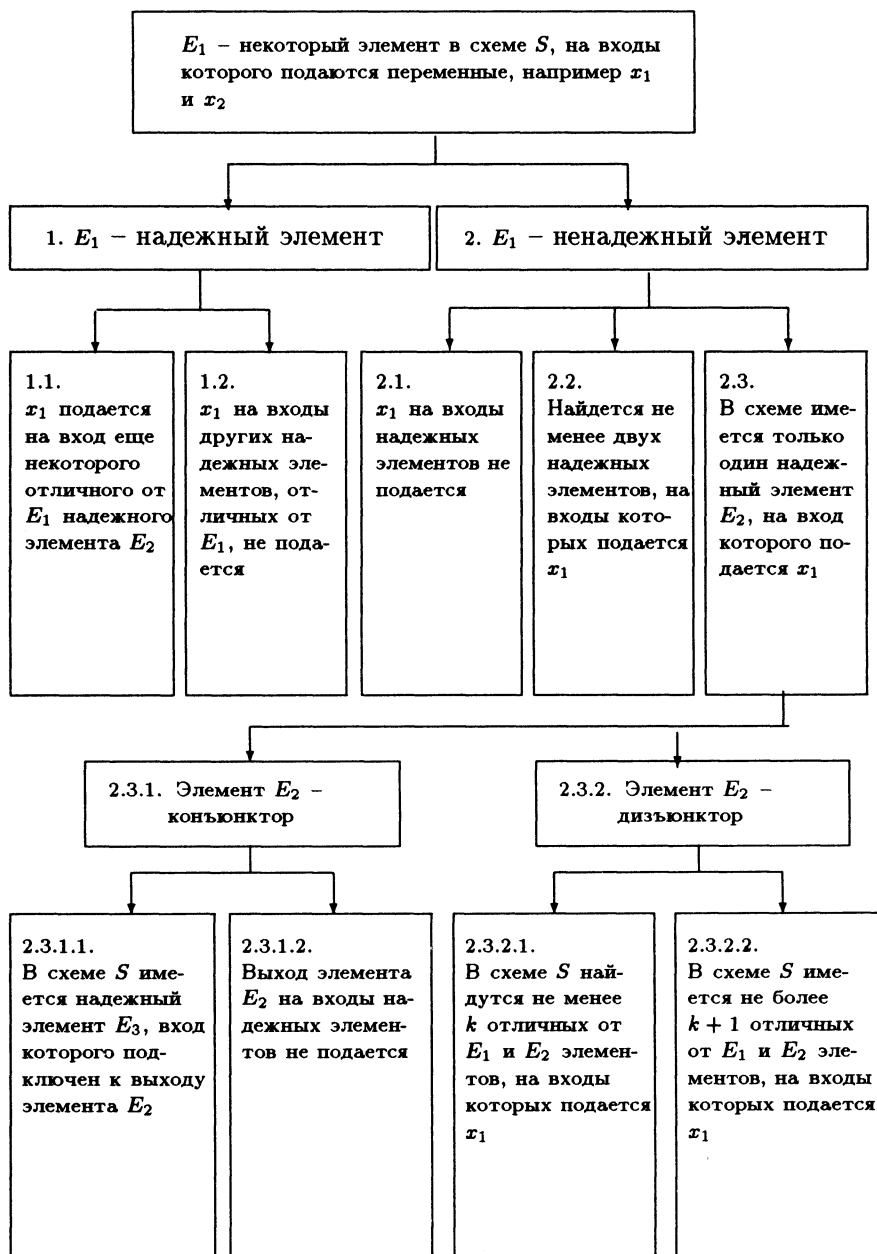 E₁ – некоторый элемент в схеме S, на входы
которого подаются переменные, например x₁
и x₂
1. E₁ – надежный элемент
2. E₁ – ненадежный элемент
1.1.
x₁ подается
на вход еще
некоторого
отличного от
E₁ надежного
элемента E₂
1.2.
x₁ на входы
других на-
дежных эле-
ментов, от-
личных от
E₁, не пода-
ется
2.1.
x₁ на входы
надежных
элементов не
подается
2.2.
Найдется не
менее двух
надежных
элементов, на
входы кото-
рых подается
x₁
2.3.
В схеме име-
ется только
один надеж-
ный элемент
E₂, на вход
которого по-
дается x₁
2.3.1. Элемент E₂ –
конъюнктор
2.3.2. Элемент E₂ –
дизъюнктор
2.3.1.1.
В схеме S име-
ется надежный
элемент E₃, вход
которого под-
ключен к выходу
элемента E₂
2.3.1.2.
Выход элемента
E₂ на входы на-
дежных элемен-
тов не подается
2.3.2.1.
В схеме S най-
дутся не менее
k отличных от
E₁ и E₂ элемен-
тов, на входы
которых подается
x₁
2.3.2.2.
В схеме S име-
ется не более
k + 1 отличных
от E₁ и E₂ эле-
ментов, на входы
которых подается
x₁